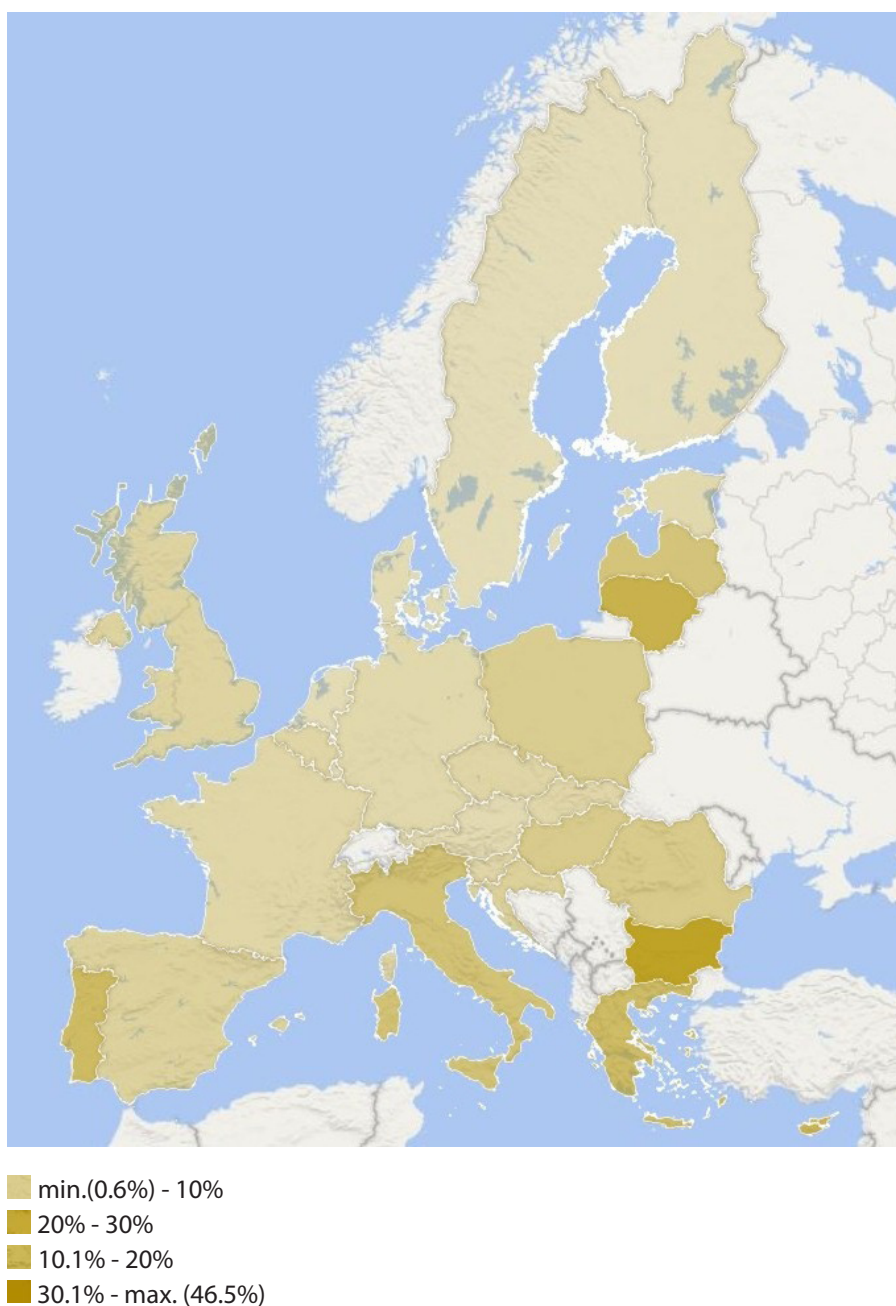 min.(0.6%) - 10%
20% - 30%
10.1% - 20%
30.1% - max. (46.5%)